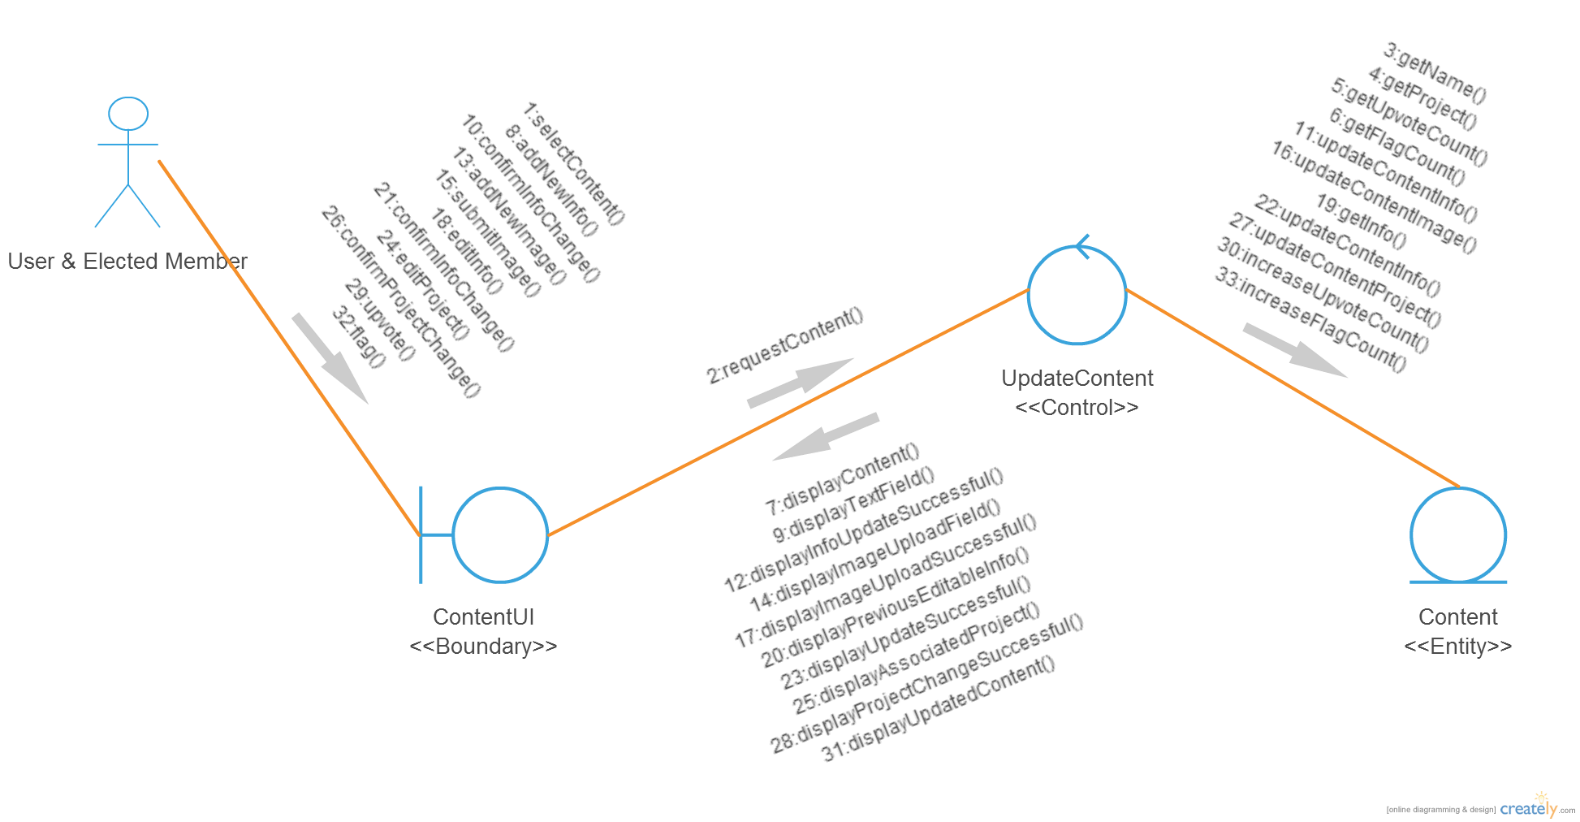 User & Elected Member
1:selectContent()
8:addNewInfo()
10:confirmInfoChange()
13:addNewImage()
15:submitImage()
18:editInfo()
21:confirmInfoChange()
24:editProject()
26:confirmProjectChange()
29:upvote()
32:flag()
ContentUI
<<Boundary>>
2:requestContent()
7:displayContent()
9:displayTextField()
12:displayInfoUpdateSuccessful()
14:displayImageUploadField()
17:displayImageUploadSuccessful()
20:displayPreviousEditableInfo()
23:displayUpdateSuccessful()
25:displayAssociatedProject()
28:displayProjectChangeSuccessful()
31:displayUpdatedContent()
UpdateContent
<<Control>>
3:getName()
4:getProject()
5:getUpvoteCount()
6:getFlagCount()
11:updateContentInfo()
16:updateContentImage()
19:getInfo()
22:updateContentInfo()
27:updateContentProject()
30:increaseUpvoteCount()
33:increaseFlagCount()
Content
<<Entity>>
[online diagramming & design] creately.com